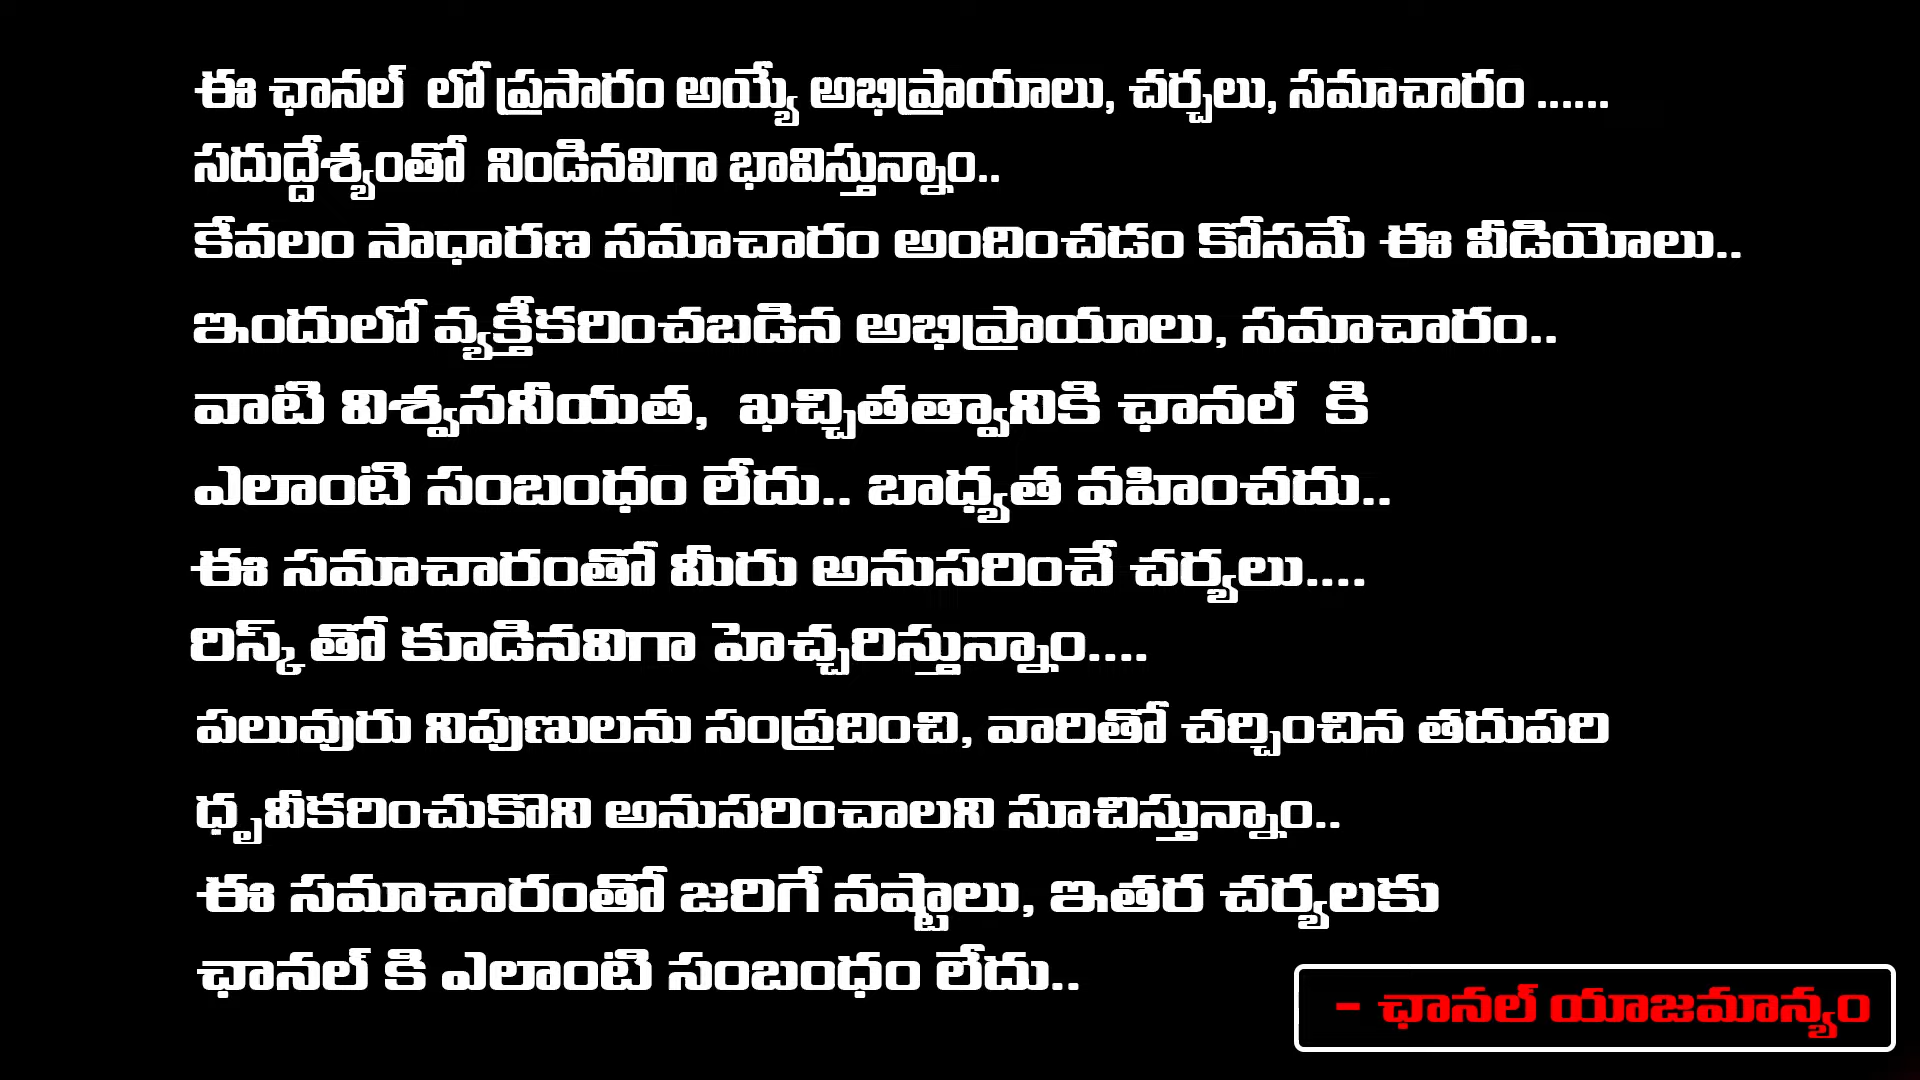 ఈ ఛానల్ లో ప్రసారం అయ్యే అభిప్రాయాలు, చర్చలు, సమాచారం ......
సదుద్దేశ్యంతో నిండినవిగా భావిస్తున్నాం..
కేవలం సాధారణ సమాచారం అందించడం కోసమే ఈ వీడియోలు..
ఇందులో వ్యక్తీకరించబడిన అభిప్రాయాలు, సమాచారం..
వాటి విశ్వసనీయత, ఖచ్చితత్వానికి ఛానల్ కి
ఎలాంటి సంబంధం లేదు.. బాధ్యత వహించదు..
ఈ సమాచారంతో మీరు అనుసరించే చర్యలు....
రిస్క్ తో కూడినవిగా హెచ్చరిస్తున్నాం....
పలువురు నిపుణులను సంప్రదించి, వారితో చర్చించిన తదుపరి
ధృవీకరించుకొని అనుసరించాలని సూచిస్తున్నాం..
ఈ సమాచారంతో జరిగే నష్టాలు, ఇతర చర్యలకు
ఛానల్ కి ఎలాంటి సంబంధం లేదు..
- ఛానల్ యాజమాన్యం